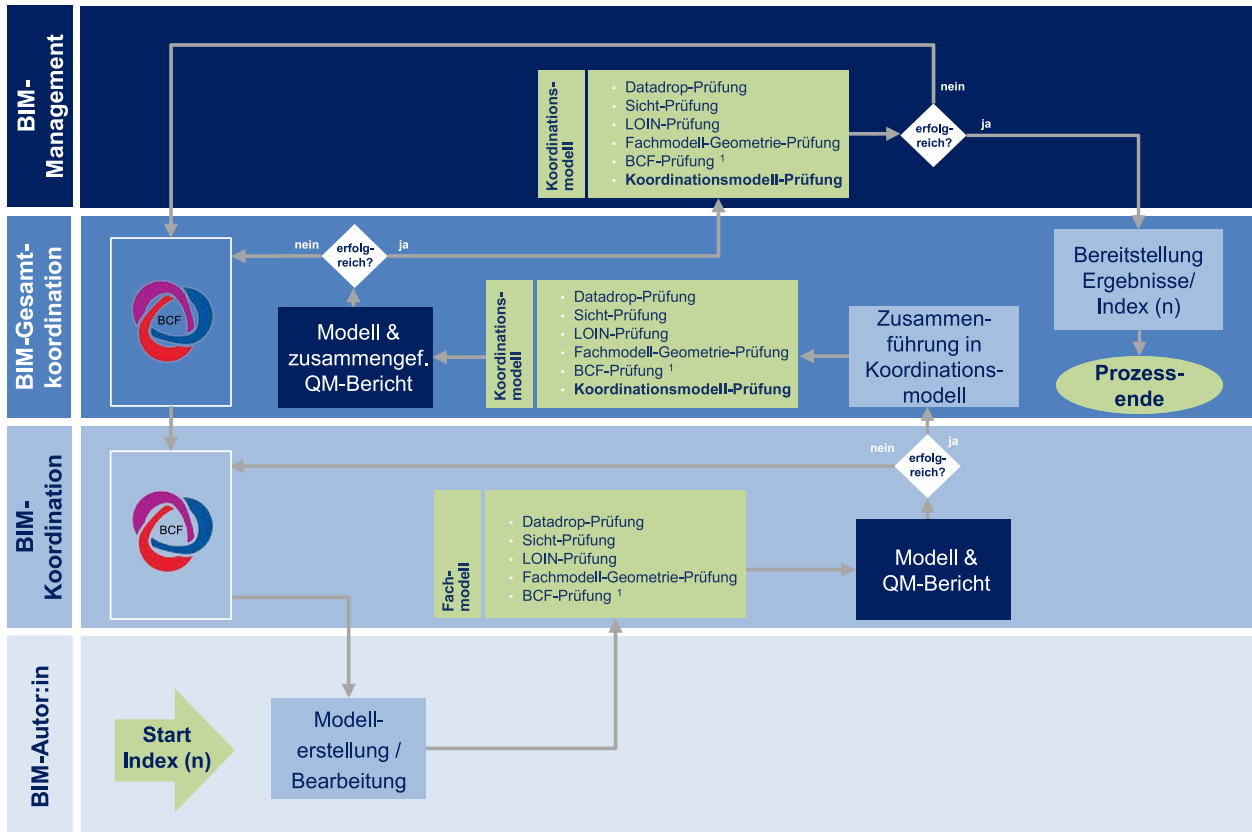 BIM-
Management
Koordinations-
modell
· Datadrop-Prüfung
· Sicht-Prüfung
· LOIN-Prüfung
· Fachmodell-Geometrie-Prüfung
· BCF-Prüfung ¹
· Koordinationsmodell-Prüfung
nein
erfolg-
reich?
ja
BIM-Gesamt-
koordination
BCF
nein
erfolg-
reich?
ja
Modell &
zusammengef.
QM-Bericht
Koordinations-
modell
· Datadrop-Prüfung
· Sicht-Prüfung
· LOIN-Prüfung
· Fachmodell-Geometrie-Prüfung
· BCF-Prüfung ¹
· Koordinationsmodell-Prüfung
Zusammen-
führung in
Koordinations-
modell
Bereitstellung
Ergebnisse/
Index (n)
Prozess-
ende
BIM-
Koordination
BCF
Fach-
modell
· Datadrop-Prüfung
· Sicht-Prüfung
· LOIN-Prüfung
· Fachmodell-Geometrie-Prüfung
· BCF-Prüfung ¹
nein
ja
erfolg-
reich?
Modell &
QM-Bericht
BIM-Autor:in
Start
Index (n)
Modell-
erstellung /
Bearbeitung